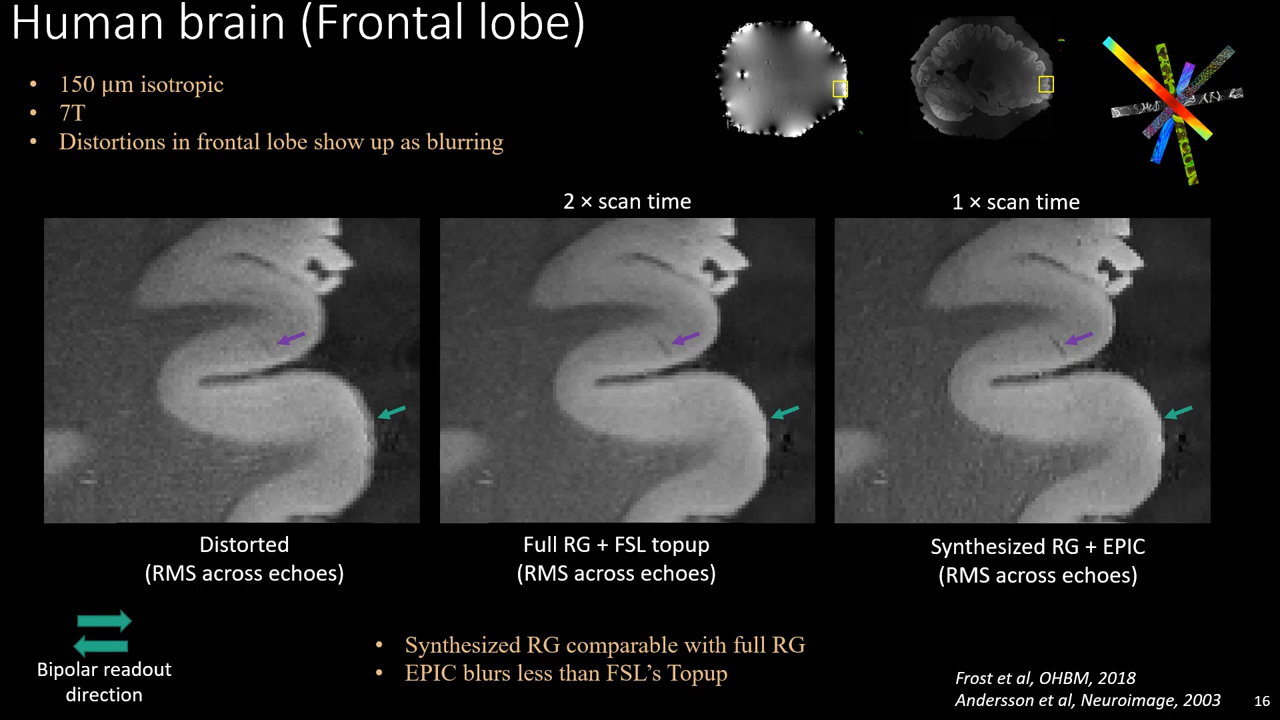 Human brain (Frontal lobe)
• 150 µm isotropic
• 7T
• Distortions in frontal lobe show up as blurring
2 × scan time
1 × scan time
Distorted
(RMS across echoes)
Full RG + FSL topup
(RMS across echoes)
Synthesized RG + EPIC
(RMS across echoes)
Bipolar readout
direction
• Synthesized RG comparable with full RG
• EPIC blurs less than FSL’s Topup
Frost et al, OHBM, 2018
Andersson et al, Neuroimage, 2003
16